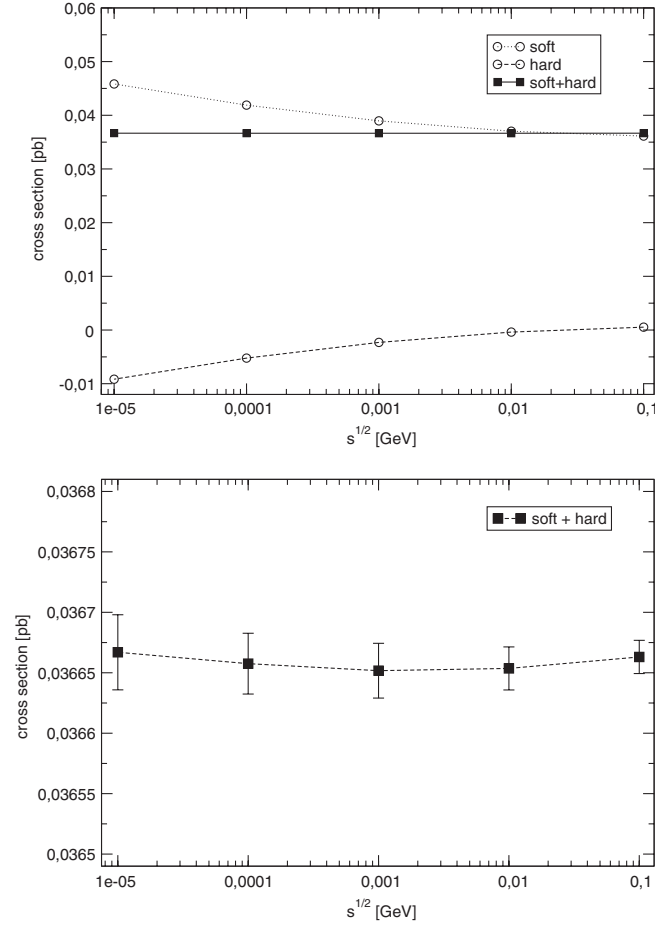 0,06
0,05
0,04
0,03
0,02
0,01
0
-0,01
cross section [pb]
soft
hard
soft+hard
1e-05 0,0001 0,001 0,01 0,1
s^{1/2} [GeV]
0,0368
0,03675
0,0367
0,03665
0,0366
0,03655
0,0365
cross section [pb]
soft + hard
1e-05 0,0001 0,001 0,01 0,1
s^{1/2} [GeV]